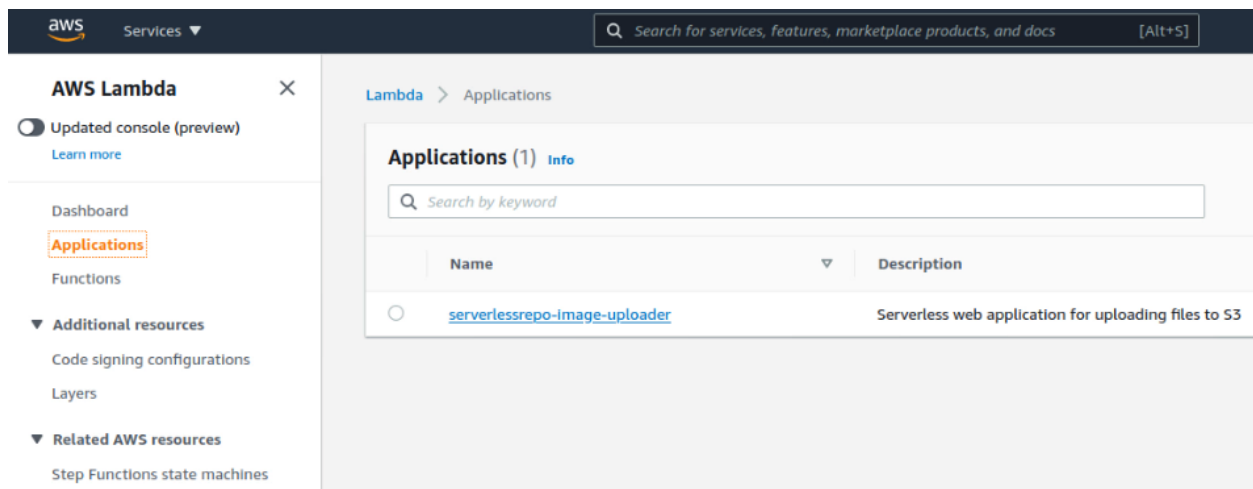 aws
Services ▼
Search for services, features, marketplace products, and docs
[Alt+S]
AWS Lambda
Updated console (preview)
Learn more
Dashboard
Applications
Functions
▼ Additional resources
Code signing configurations
Layers
▼ Related AWS resources
Step Functions state machines
Lambda > Applications
Applications (1) Info
Search by keyword
Name Description
serverlessrepo-image-uploader Serverless web application for uploading files to S3